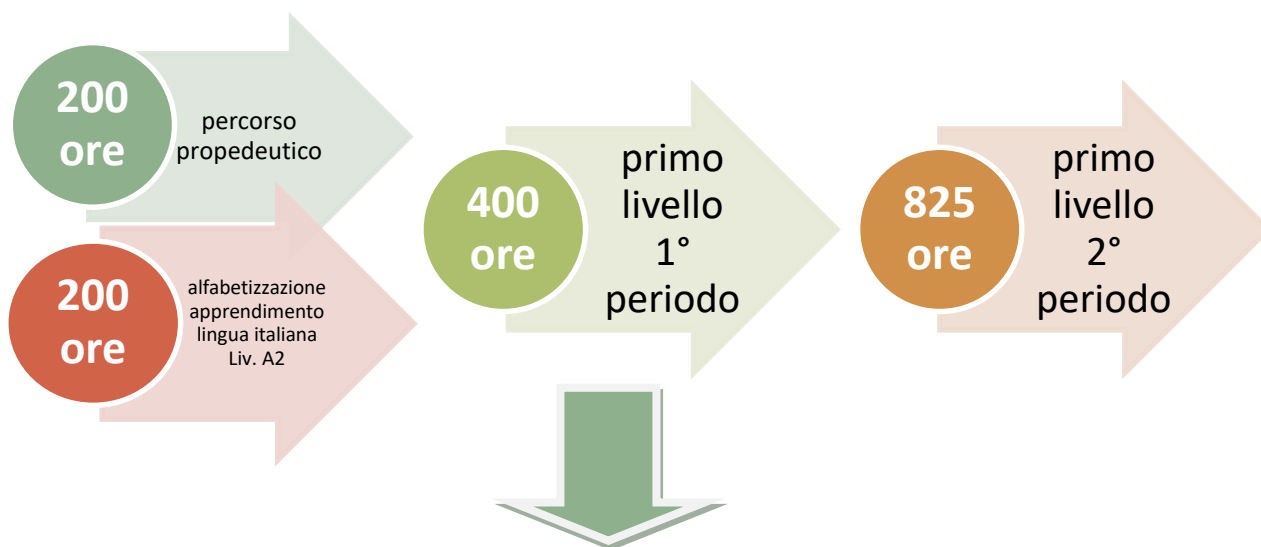 200
ore
percorso
propedeutico
200
ore
alfabetizzazione
apprendimento
lingua italiana
Liv. A2
400
ore
primo
livello
1°
periodo
825
ore
primo
livello
2°
periodo